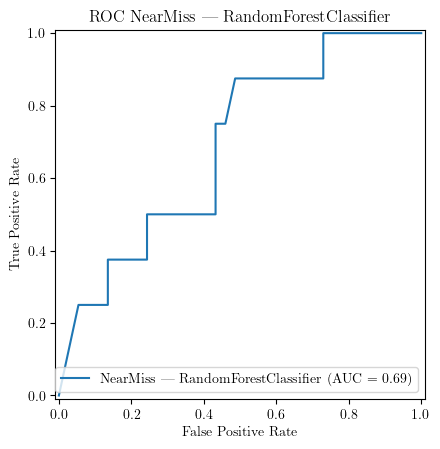 ROC NearMiss — RandomForestClassifier
1.0
0.8
0.6
0.4
0.2
0.0
True Positive Rate
NearMiss — RandomForestClassifier (AUC = 0.69)
0.0 0.2 0.4 0.6 0.8 1.0
False Positive Rate